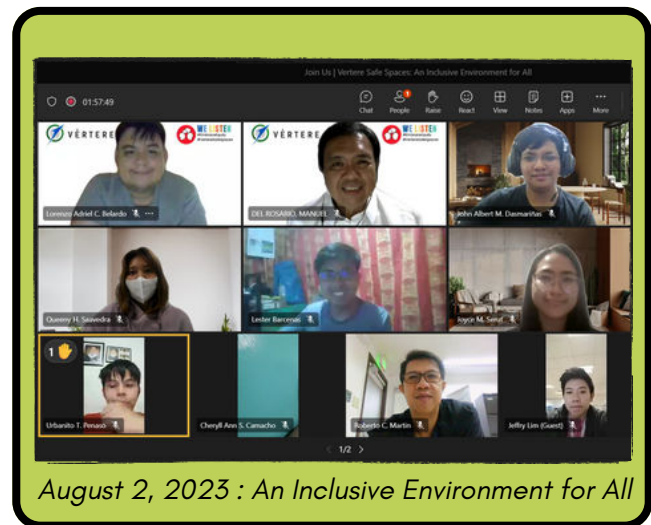 Join Us | Vertere Safe Spaces: An Inclusive Environment for All
01:57:49
Chat
People
1
Raise
React
View
Notes
Apps
More
VĒRTERE
WE LISTEN
VĒRTERE
WE LISTEN
Lorenzo Adriel C. Belardo
DEL ROSARIO, MANUEL
John Albert M. Dasmariñas
Queeny H. Saavedra
Lester Barcenas
Joyce M.
1
Urbanito T. Penaso
Cheryll Ann S. Camacho
Roberto C. Martin
Jeffry Lim (Guest)
1/2
August 2, 2023 : An Inclusive Environment for All